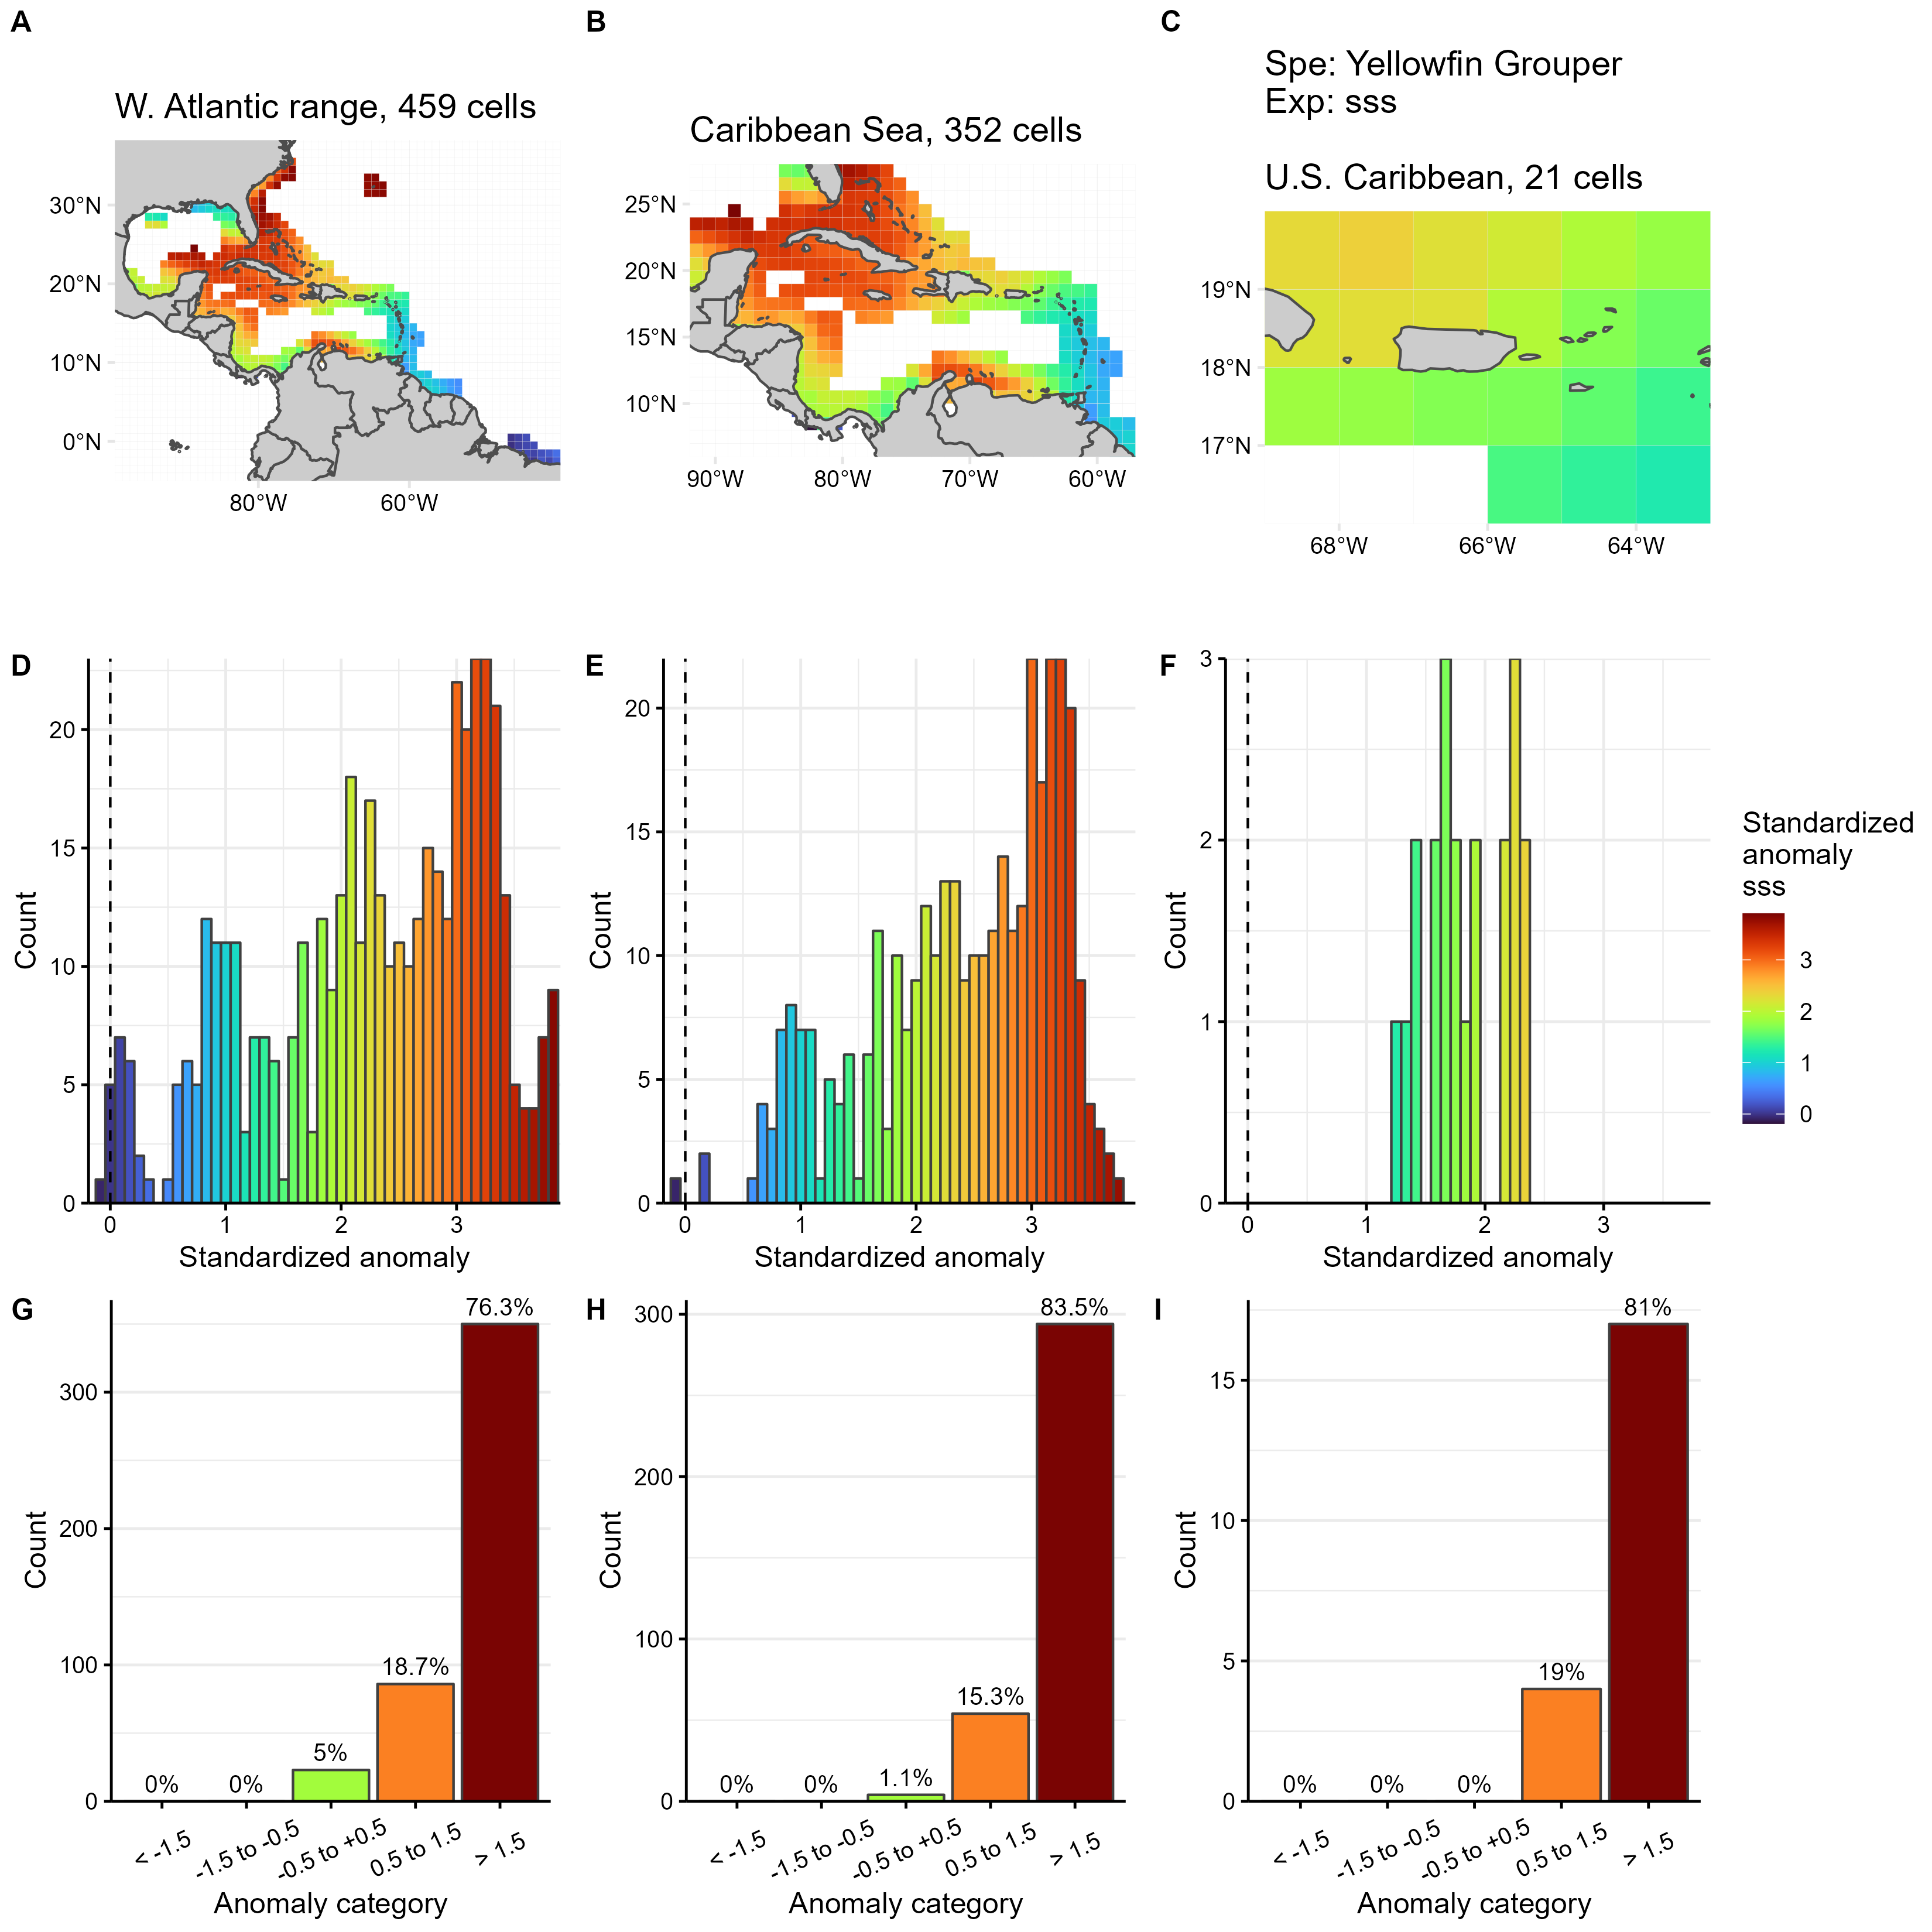 A
B
C
Spe: Yellowfin Grouper
Exp: sss
W. Atlantic range, 459 cells
Caribbean Sea, 352 cells
U.S. Caribbean, 21 cells
30°N
20°N
10°N
0°N
80°W
60°W
25°N
20°N
15°N
10°N
90°W
80°W
70°W
60°W
19°N
18°N
17°N
68°W
66°W
64°W
D
20
15
10
5
0
Count
0
1
2
3
Standardized anomaly
E
20
15
10
5
0
Count
0
1
2
3
Standardized anomaly
F
3
2
1
0
Count
0
1
2
3
Standardized anomaly
Standardized
anomaly
sss
3
2
1
0
G
300
200
100
0
Count
0%
0%
5%
18.7%
76.3%
< -1.5
-1.5 to -0.5
-0.5 to +0.5
0.5 to 1.5
> 1.5
Anomaly category
H
300
200
100
0
Count
0%
0%
1.1%
15.3%
83.5%
< -1.5
-1.5 to -0.5
-0.5 to +0.5
0.5 to 1.5
> 1.5
Anomaly category
I
15
10
5
0
Count
0%
0%
0%
19%
81%
< -1.5
-1.5 to -0.5
-0.5 to +0.5
0.5 to 1.5
> 1.5
Anomaly category